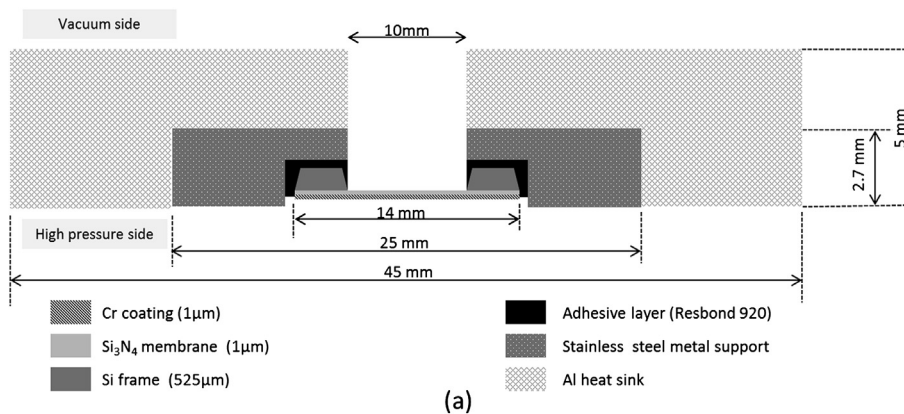 Vacuum side
10mm
5 mm
2.7 mm
14 mm
High pressure side
25 mm
45 mm
Cr coating (1μm)
Adhesive layer (Resbond 920)
Si₃N₄ membrane (1μm)
Stainless steel metal support
Si frame (525μm)
Al heat sink
(a)